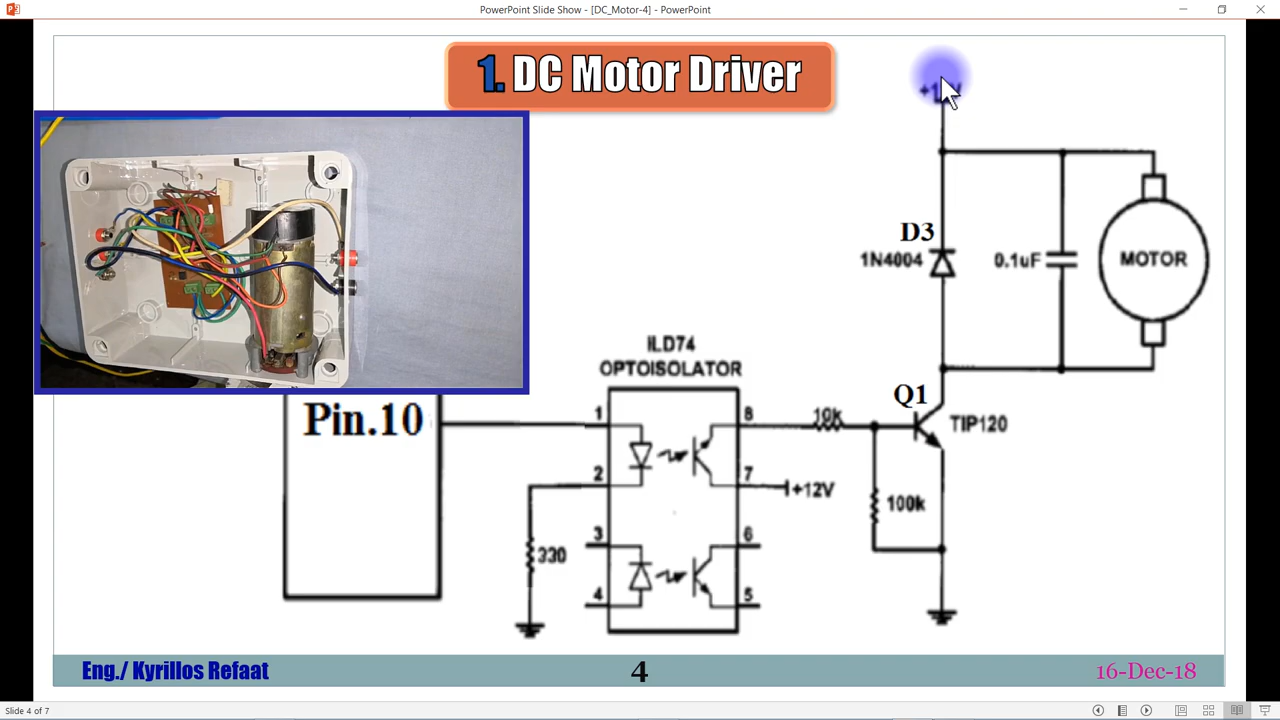 PowerPoint Slide Show - [DC_Motor-4] - PowerPoint
1. DC Motor Driver
D3
1N4004
0.1uF
MOTOR
ILD74
OPTOISOLATOR
Q1
TIP120
Pin.10
1
8
10k
2
7
+12V
100k
3
6
330
4
5
Eng./ Kyrillos Refaat
4
16-Dec-18
Slide 4 of 7